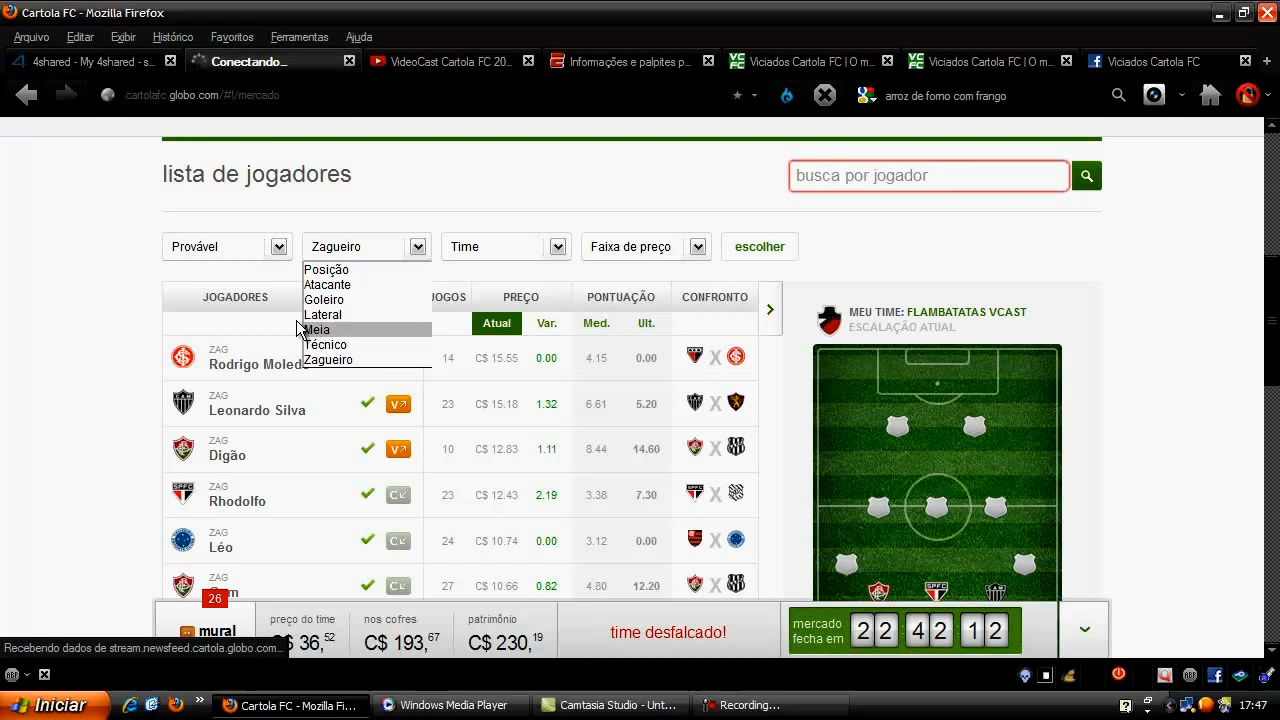 Cartola FC - Mozilla Firefox
Arquivo Editar Exibir Histórico Favoritos Ferramentas Ajuda
4shared - My 4shared - s...
Conectando...
VideoCast Cartola FC 20...
Informações e palpites p...
Viciados Cartola FC | O m...
Viciados Cartola FC | O m...
Viciados Cartola FC
cartolafc.globo.com/#!/mercado
arroz de forno com frango
lista de jogadores
busca por jogador
Provável Zagueiro Time Faixa de preço escolher
Posição
Atacante
Goleiro
Lateral
Meia
Técnico
Zagueiro
JOGADORES JOGOS PREÇO PONTUAÇÃO CONFRONTO
Atual Var. Med. Ult.
ZAG
Rodrigo Moled 14 C$ 15.55 0.00 4.15 0.00 X
ZAG
Leonardo Silva V 23 C$ 15.18 1.32 6.61 5.20 X
ZAG
Digão V 10 C$ 12.83 1.11 8.44 14.60 X
ZAG
Rhodolfo C 23 C$ 12.43 2.19 3.38 7.30 X
ZAG
Léo C 24 C$ 10.74 0.00 3.12 0.00 X
ZAG
C 27 C$ 10.66 0.82 4.80 12.20 X
MEU TIME: FLAMBATATAS VCAST
ESCALAÇÃO ATUAL
26
mural
preço do time
C$ 36,52
nos cofres
C$ 193,67
patrimônio
C$ 230,19
time desfalcado!
mercado
fecha em
22 42 12
Recebendo dados de stream.newsfeed.cartola.globo.com...
Iniciar
Cartola FC - Mozilla Fi...
Windows Media Player
Camtasia Studio - Unt...
Recording...
17:47